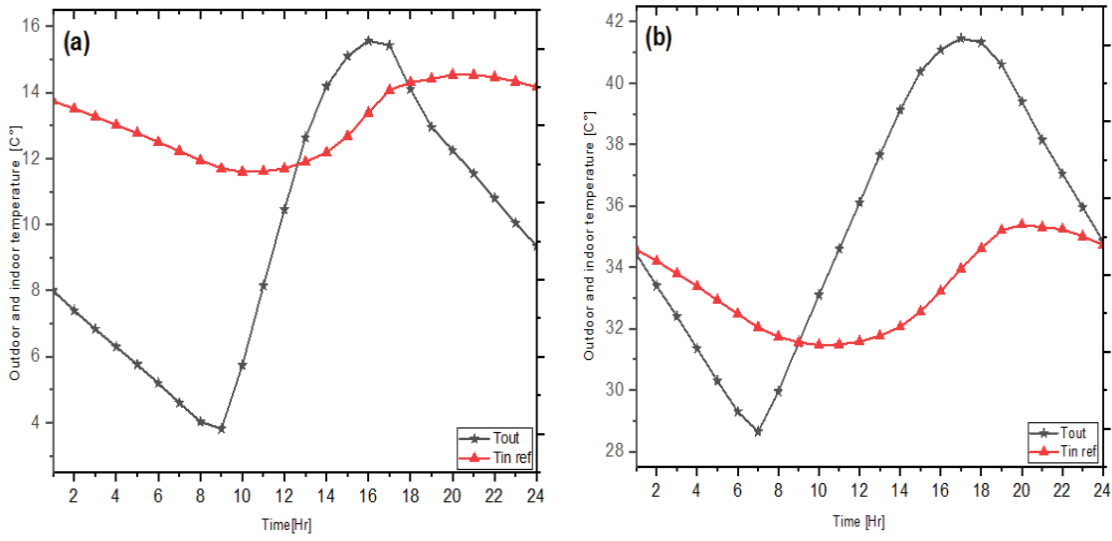 (a)
Outdoor and indoor temperature [C°]
16
14
12
10
8
6
4
2 4 6 8 10 12 14 16 18 20 22 24
Time[Hr]
Tout
Tin ref
(b)
Outdoor and indoor temperature [C°]
42
40
38
36
34
32
30
28
2 4 6 8 10 12 14 16 18 20 22 24
Time [Hr]
Tout
Tin ref